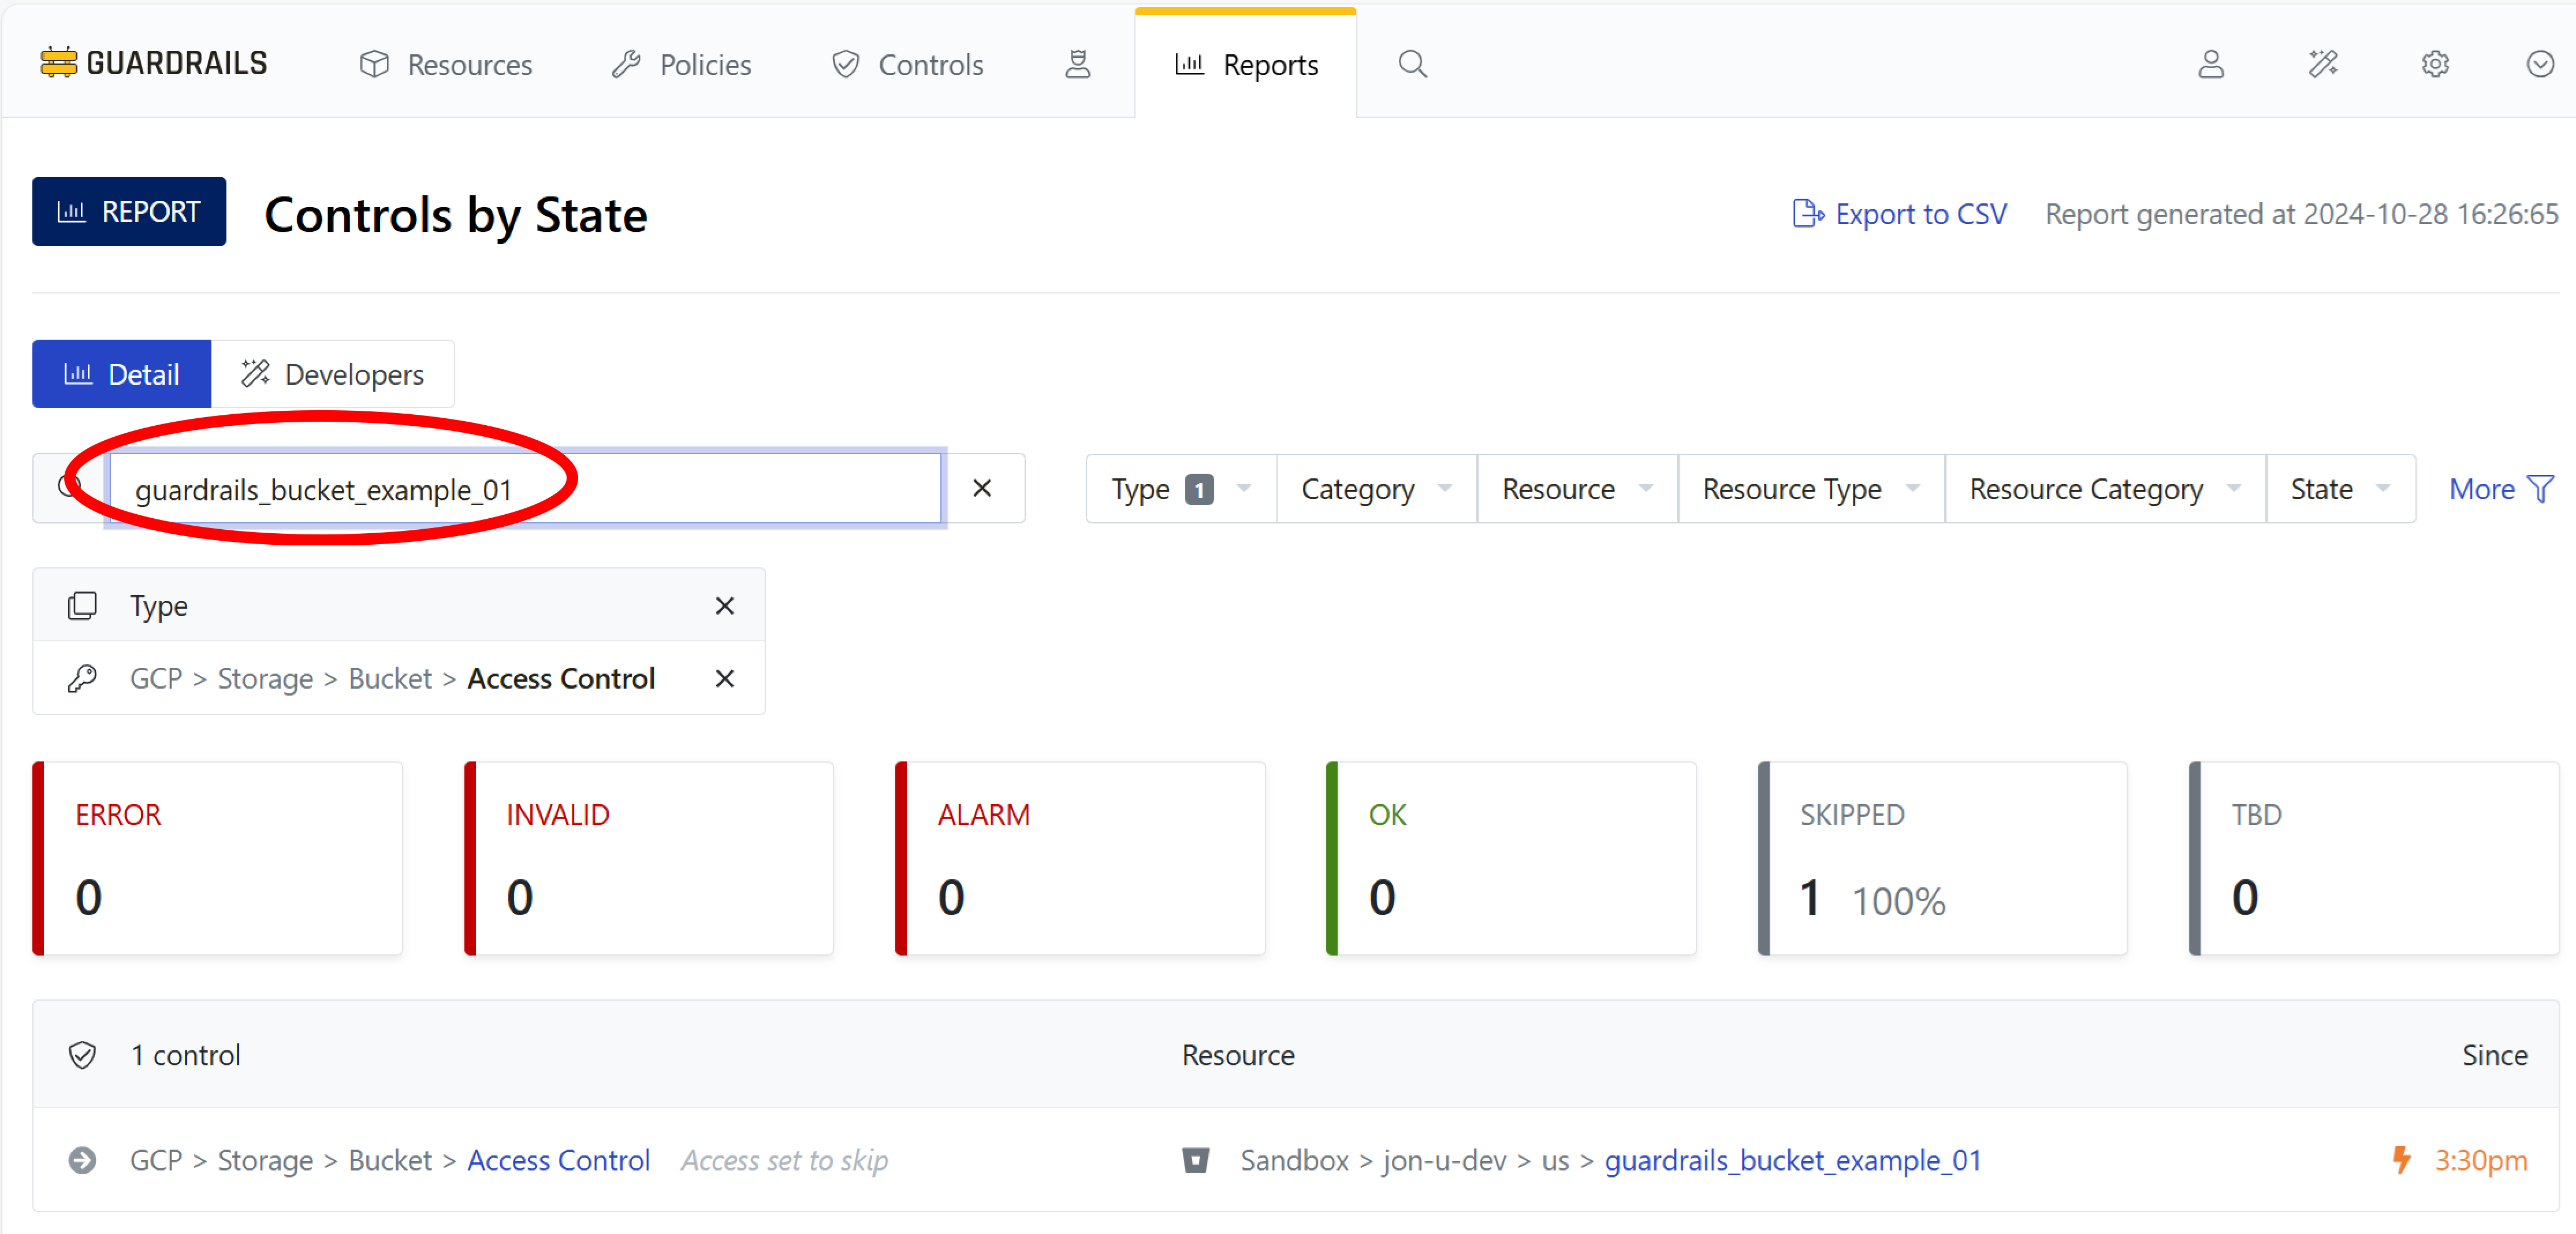 GUARDRAILS Resources Policies Controls Reports
REPORT Controls by State Export to CSV Report generated at 2024-10-28 16:26:65
Detail Developers
guardrails_bucket_example_01 Type 1 Category Resource Resource Type Resource Category State More
Type
GCP > Storage > Bucket > Access Control
ERROR INVALID ALARM OK SKIPPED TBD
0 0 0 0 1 100% 0
1 control Resource Since
GCP > Storage > Bucket > Access Control Access set to skip Sandbox > jon-u-dev > us > guardrails_bucket_example_01 3:30pm